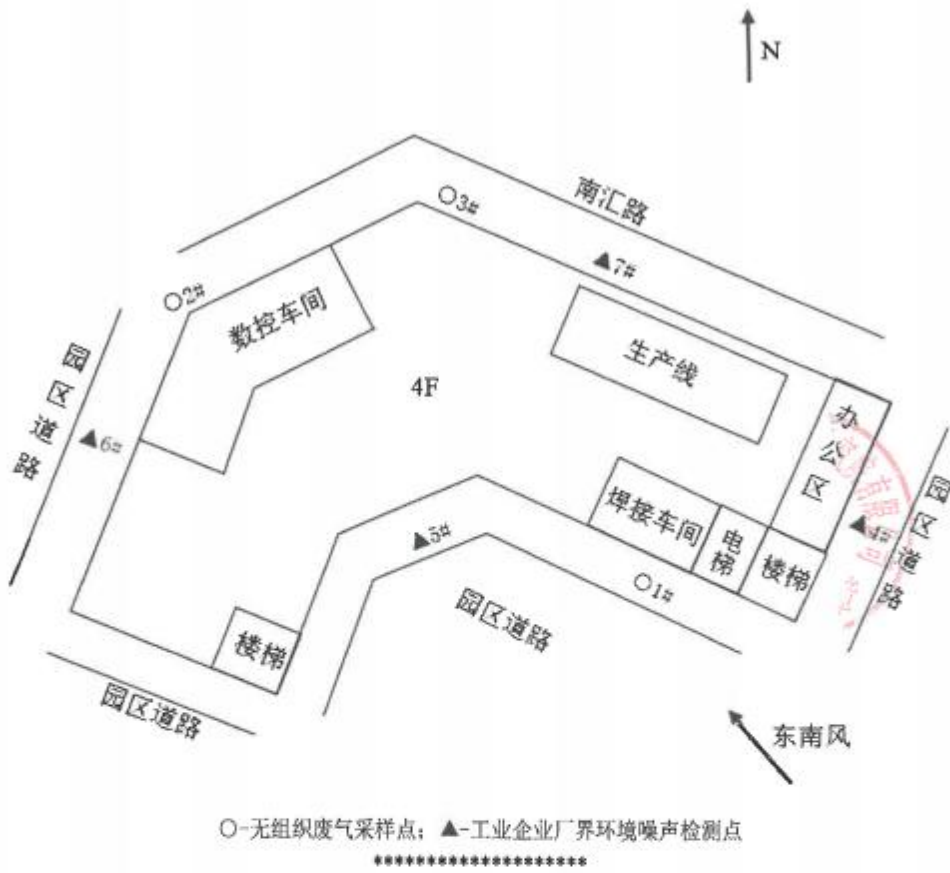 N
南汇路
○3#
▲7#
○2#
数控车间
生产线
园区道路
4F
▲6#
办公区
园区道路
焊接车间
电梯
楼梯
▲4#
▲5#
○1#
园区道路
楼梯
园区道路
东南风
○-无组织废气采样点；▲-工业企业厂界环境噪声检测点
********************